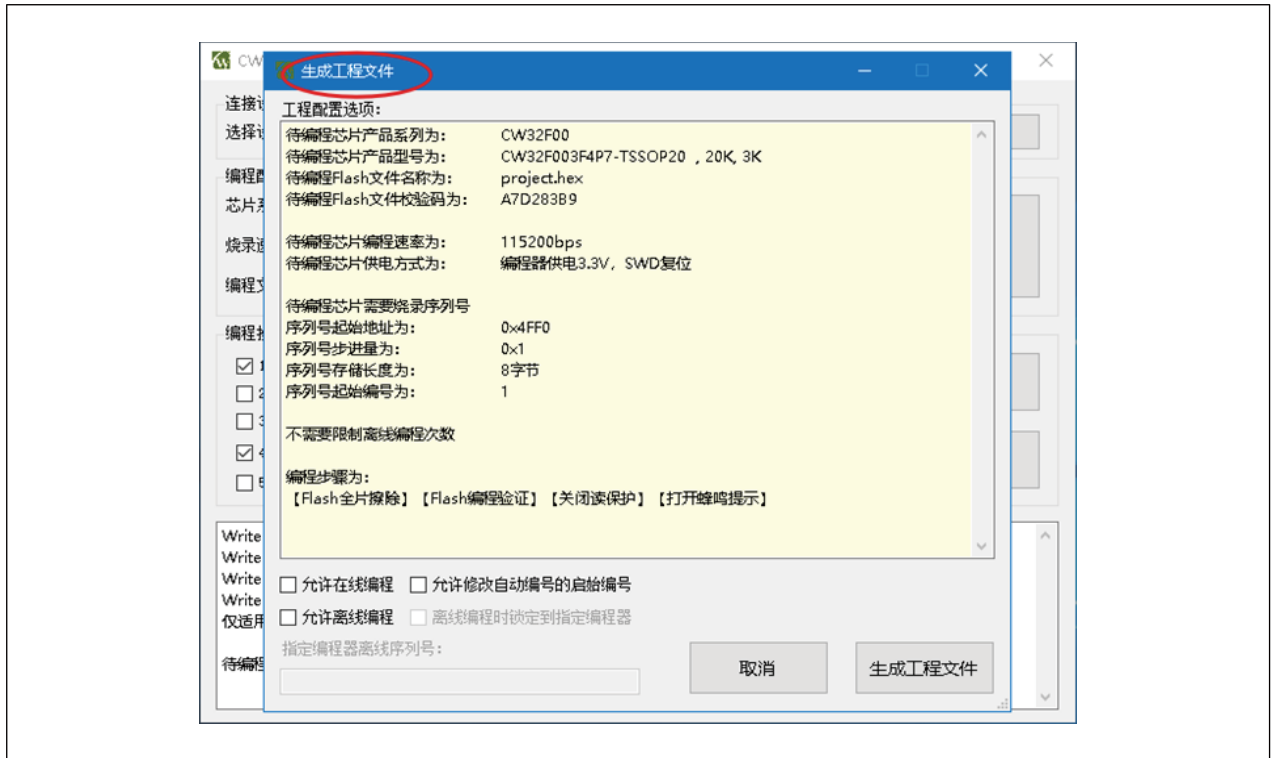 CW
生成工程文件
连接
工程配置选项:
选择
待编程芯片产品系列为: CW32F00
待编程芯片产品型号为: CW32F003F4P7-TSSOP20 , 20K, 3K
编程
待编程Flash文件名称为: project.hex
芯片
待编程Flash文件校验码为: A7D283B9
烧录
待编程芯片编程速率为: 115200bps
待编程芯片供电方式为: 编程器供电3.3V, SWD复位
编程
待编程芯片需要烧录序列号
序列号起始地址为: 0x4FF0
编程
序列号步进量为: 0x1
1
序列号存储长度为: 8字节
2
序列号起始编号为: 1
3
不需要限制离线编程次数
4
编程步骤为:
5
【Flash全片擦除】【Flash编程验证】【关闭读保护】【打开蜂鸣提示】
Write
Write
Write
允许在线编程 允许修改自动编号的启始编号
Write
仅适用
允许离线编程 离线编程时锁定到指定编程器
指定编程器离线序列号:
待编程
取消 生成工程文件